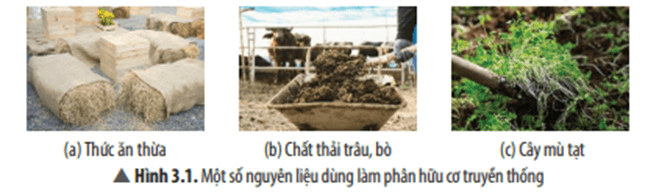 (a) Thức ăn thừa (b) Chất thải trâu, bò (c) Cây mù tạt
▲ Hình 3.1. Một số nguyên liệu dùng làm phân hữu cơ truyền thống